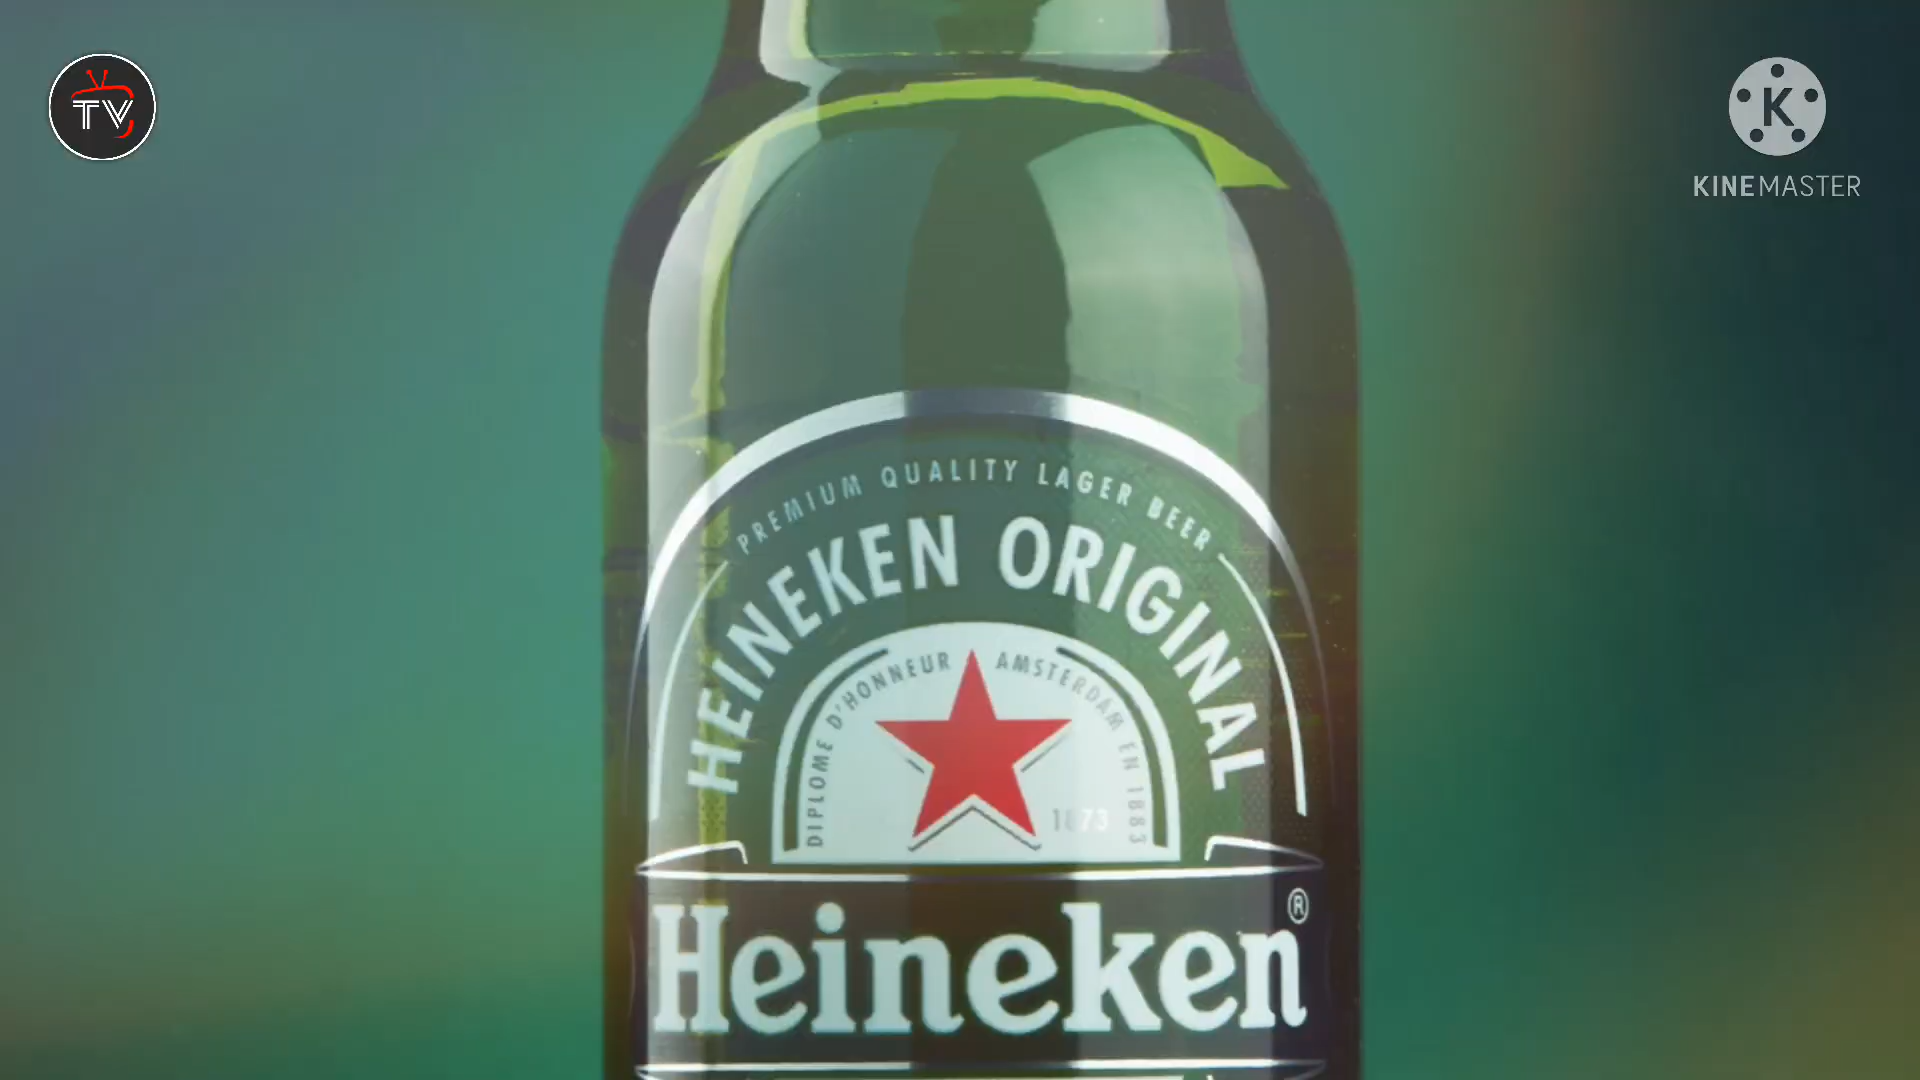 TV
K
KINEMASTER
PREMIUM QUALITY LAGER BEER
HEINEKEN ORIGINAL
DIPLOME D'HONNEUR AMSTERDAM EN 1883
1873
Heineken®